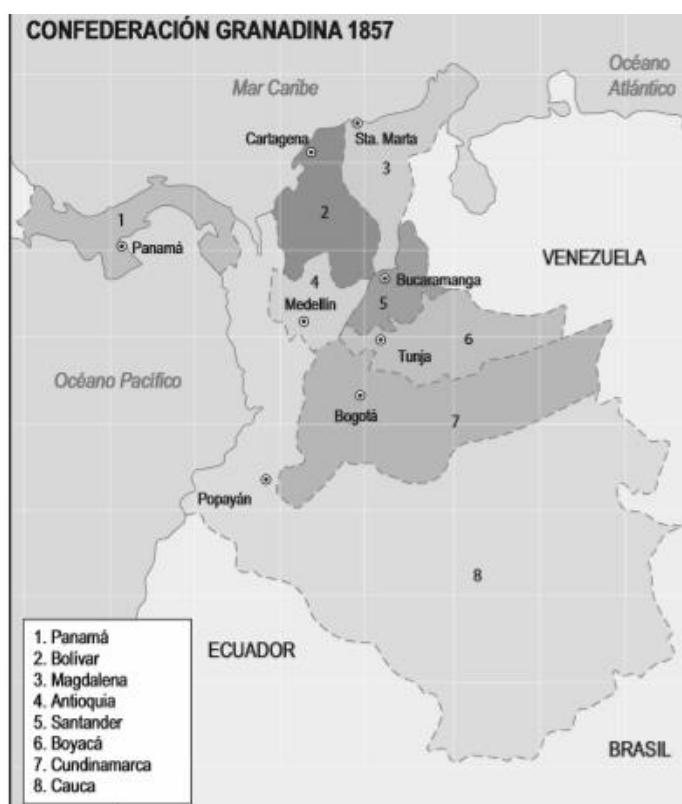 CONFEDERACIÓN GRANADINA 1857
Océano
Atlántico
Mar Caribe
Cartagena
Sta. Marta
3
1
2
Panamá
VENEZUELA
4
Bucaramanga
Medellín
5
6
Tunja
Océano Pacífico
Bogotá
7
Popayán
8
ECUADOR
1. Panamá
2. Bolívar
3. Magdalena
4. Antioquia
5. Santander
6. Boyacá
7. Cundinamarca
8. Cauca
BRASIL